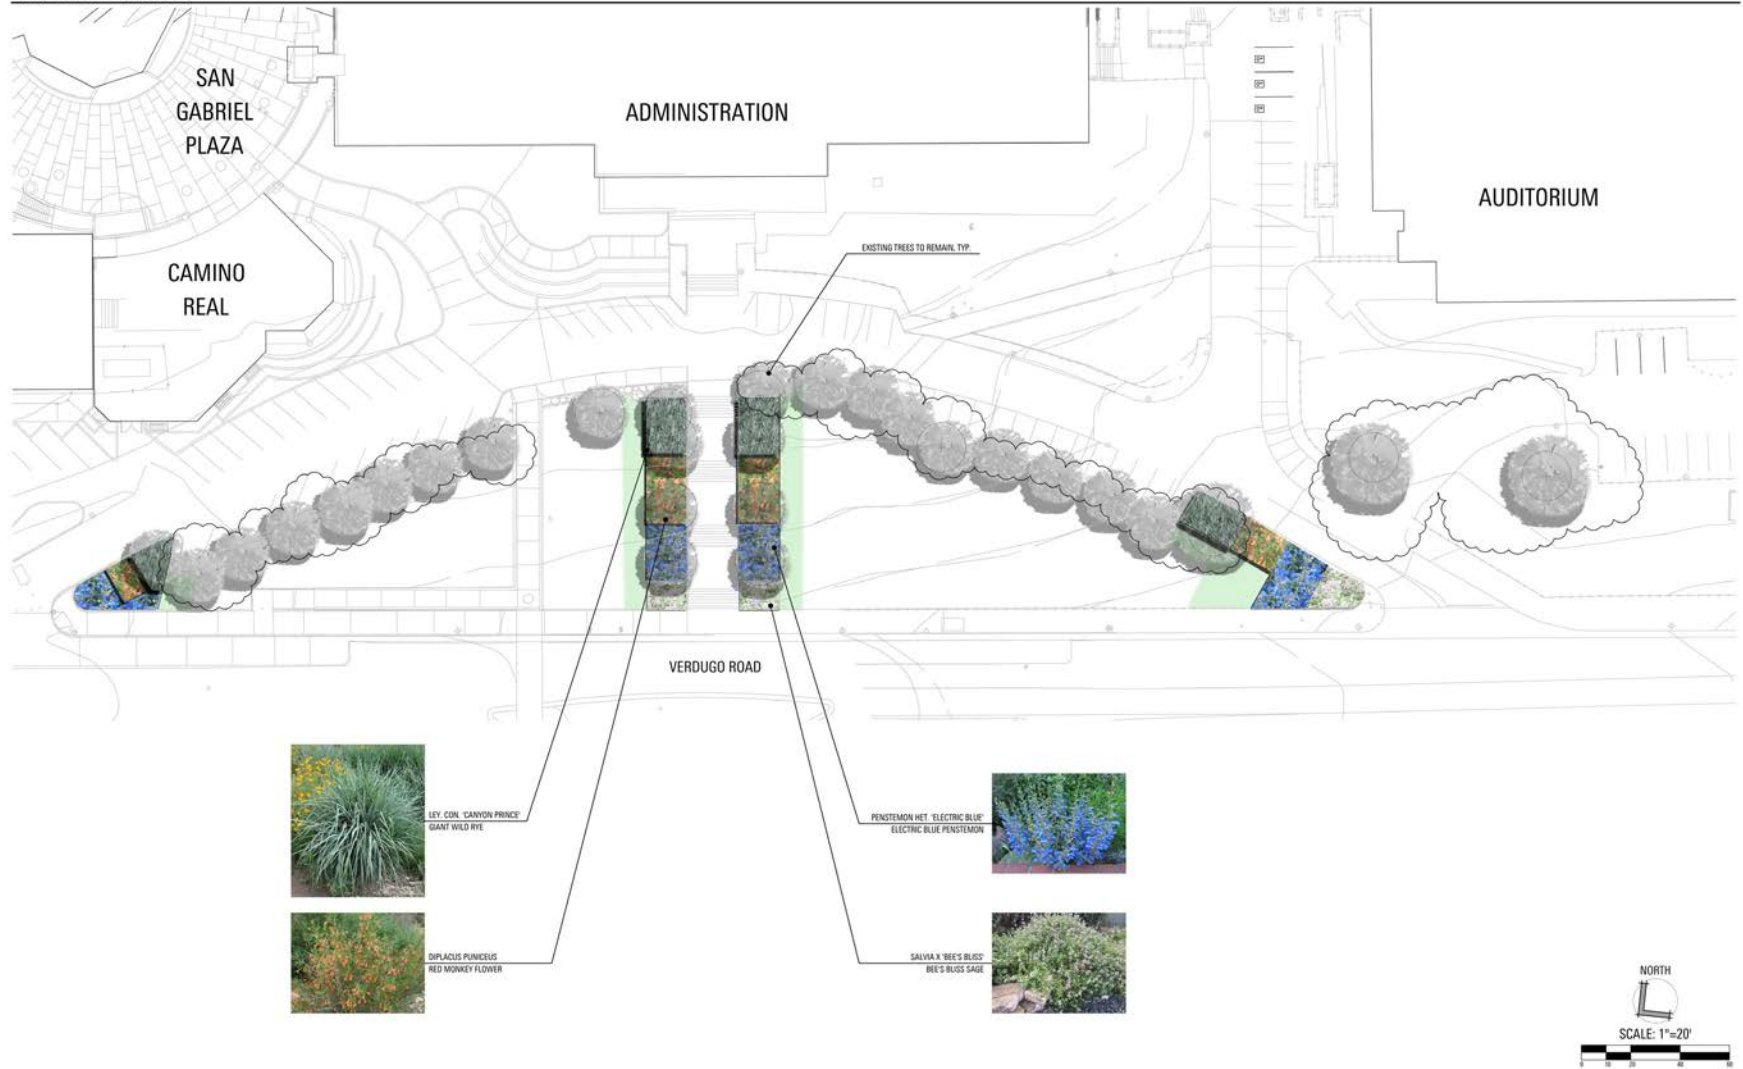 SAN
GABRIEL
PLAZA
ADMINISTRATION
AUDITORIUM
CAMINO
REAL
EXISTING TREES TO REMAIN, TYP.
VERDUGO ROAD
LEY. CON. 'CANYON PRINCE'
GIANT WILD RYE
PENSTEMON HET. 'ELECTRIC BLUE'
ELECTRIC BLUE PENSTEMON
DIPLACUS PUNICEUS
RED MONKEY FLOWER
SALVIA X 'BEE'S BLISS'
BEE'S BLISS SAGE
NORTH
SCALE: 1"=20'